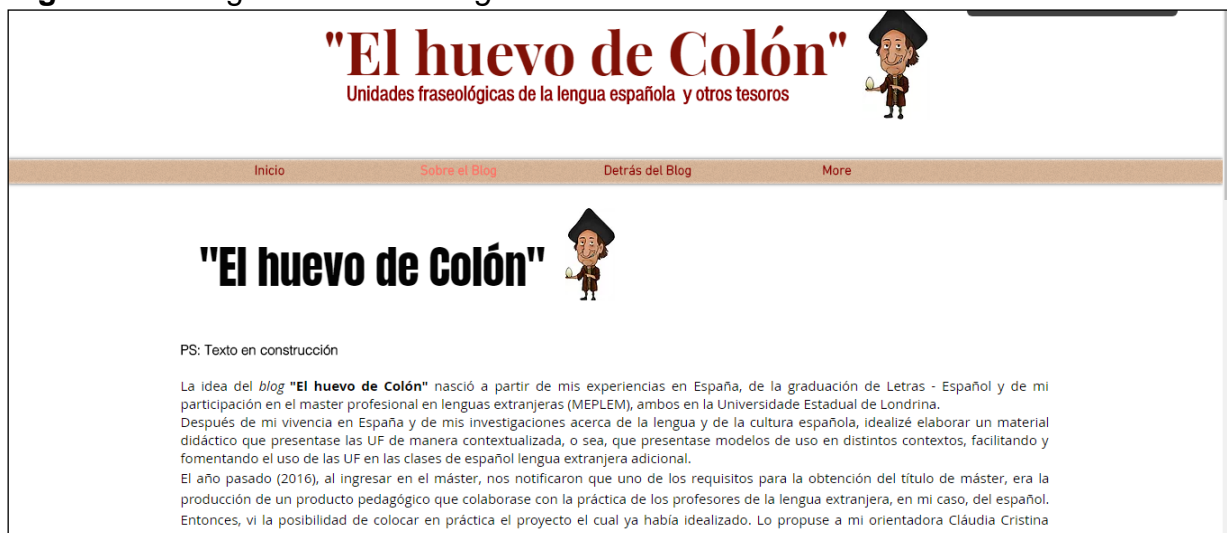 "El huevo de Colón"
Unidades fraseológicas de la lengua española y otros tesoros
Inicio Sobre el Blog Detrás del Blog More
"El huevo de Colón"
PS: Texto en construcción
La idea del blog "El huevo de Colón" nasció a partir de mis experiencias en España, de la graduación de Letras - Español y de mi
participación en el master profesional en lenguas extranjeras (MEPLEM), ambos en la Universidade Estadual de Londrina.
Después de mi vivencia en España y de mis investigaciones acerca de la lengua y de la cultura española, idealizé elaborar un material
didáctico que presentase las UF de manera contextualizada, o sea, que presentase modelos de uso en distintos contextos, facilitando y
fomentando el uso de las UF en las clases de español lengua extranjera adicional.
El año pasado (2016), al ingresar en el máster, nos notificaron que uno de los requisitos para la obtención del título de máster, era la
producción de un producto pedagógico que colaborase con la práctica de los profesores de la lengua extranjera, en mi caso, del español.
Entonces, vi la posibilidad de colocar en práctica el proyecto el cual ya había idealizado. Lo propuse a mi orientadora Cláudia Cristina